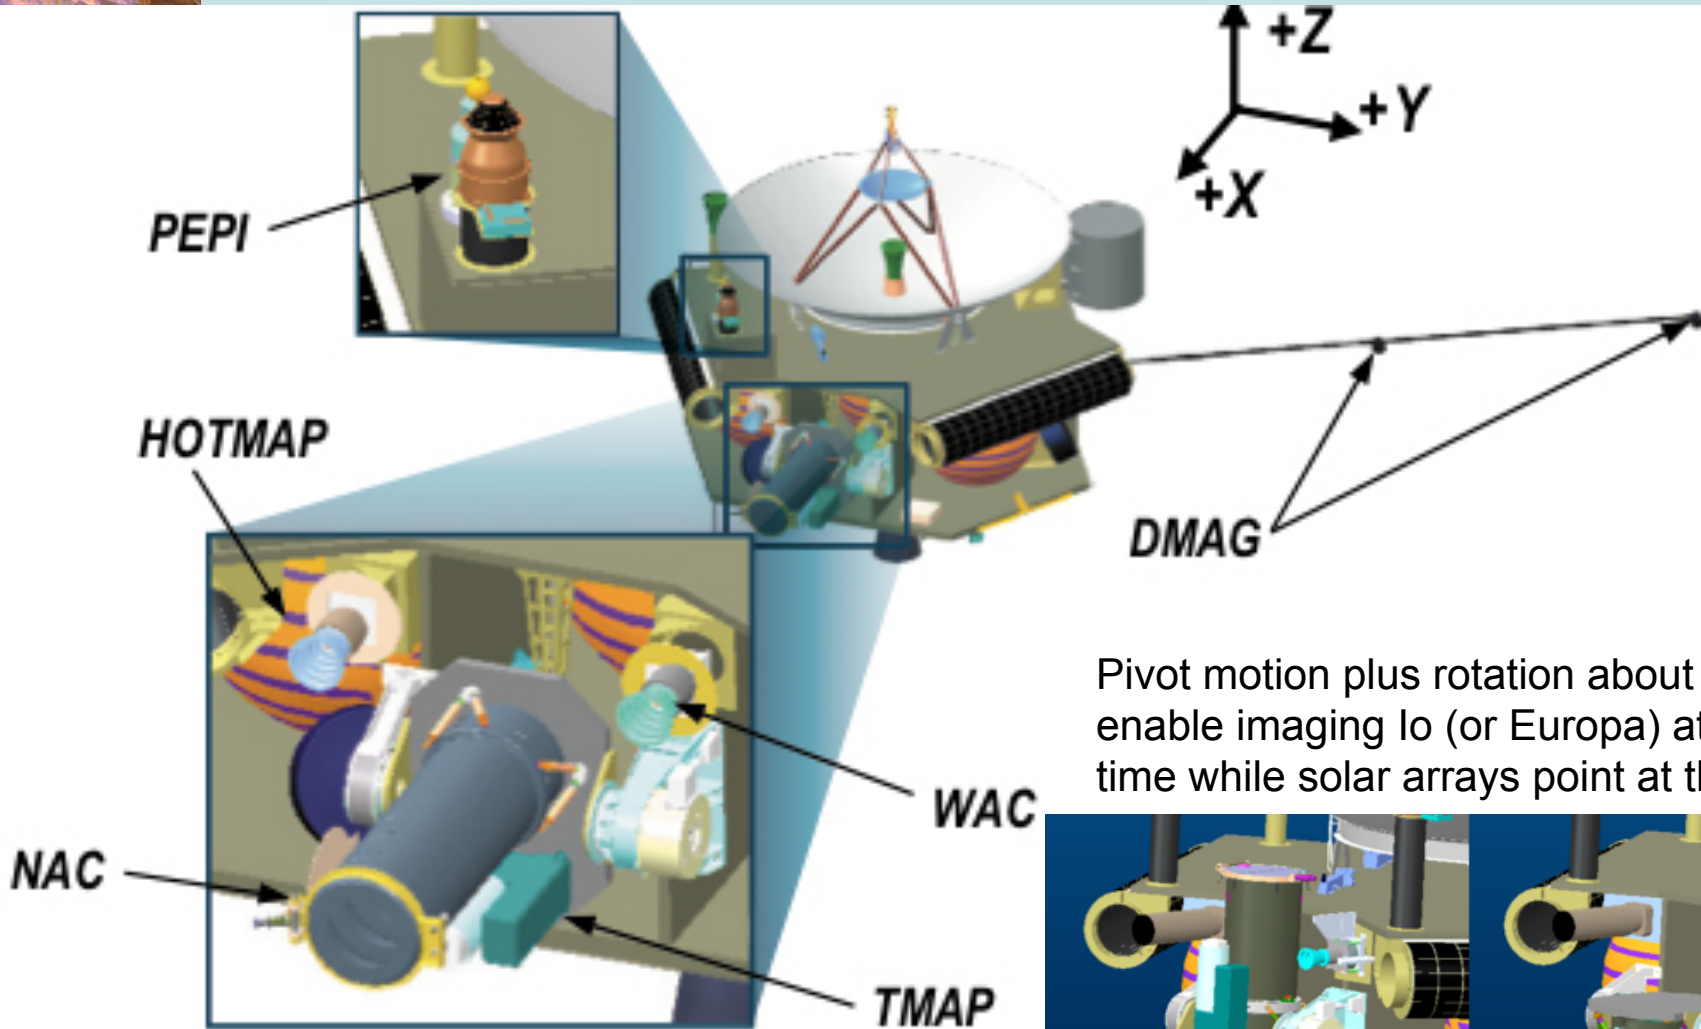 +Z
+Y
+X
PEPI
HOTMAP
DMAG
WAC
NAC
TMAP
Pivot motion plus rotation about
enable imaging Io (or Europa) at
time while solar arrays point at